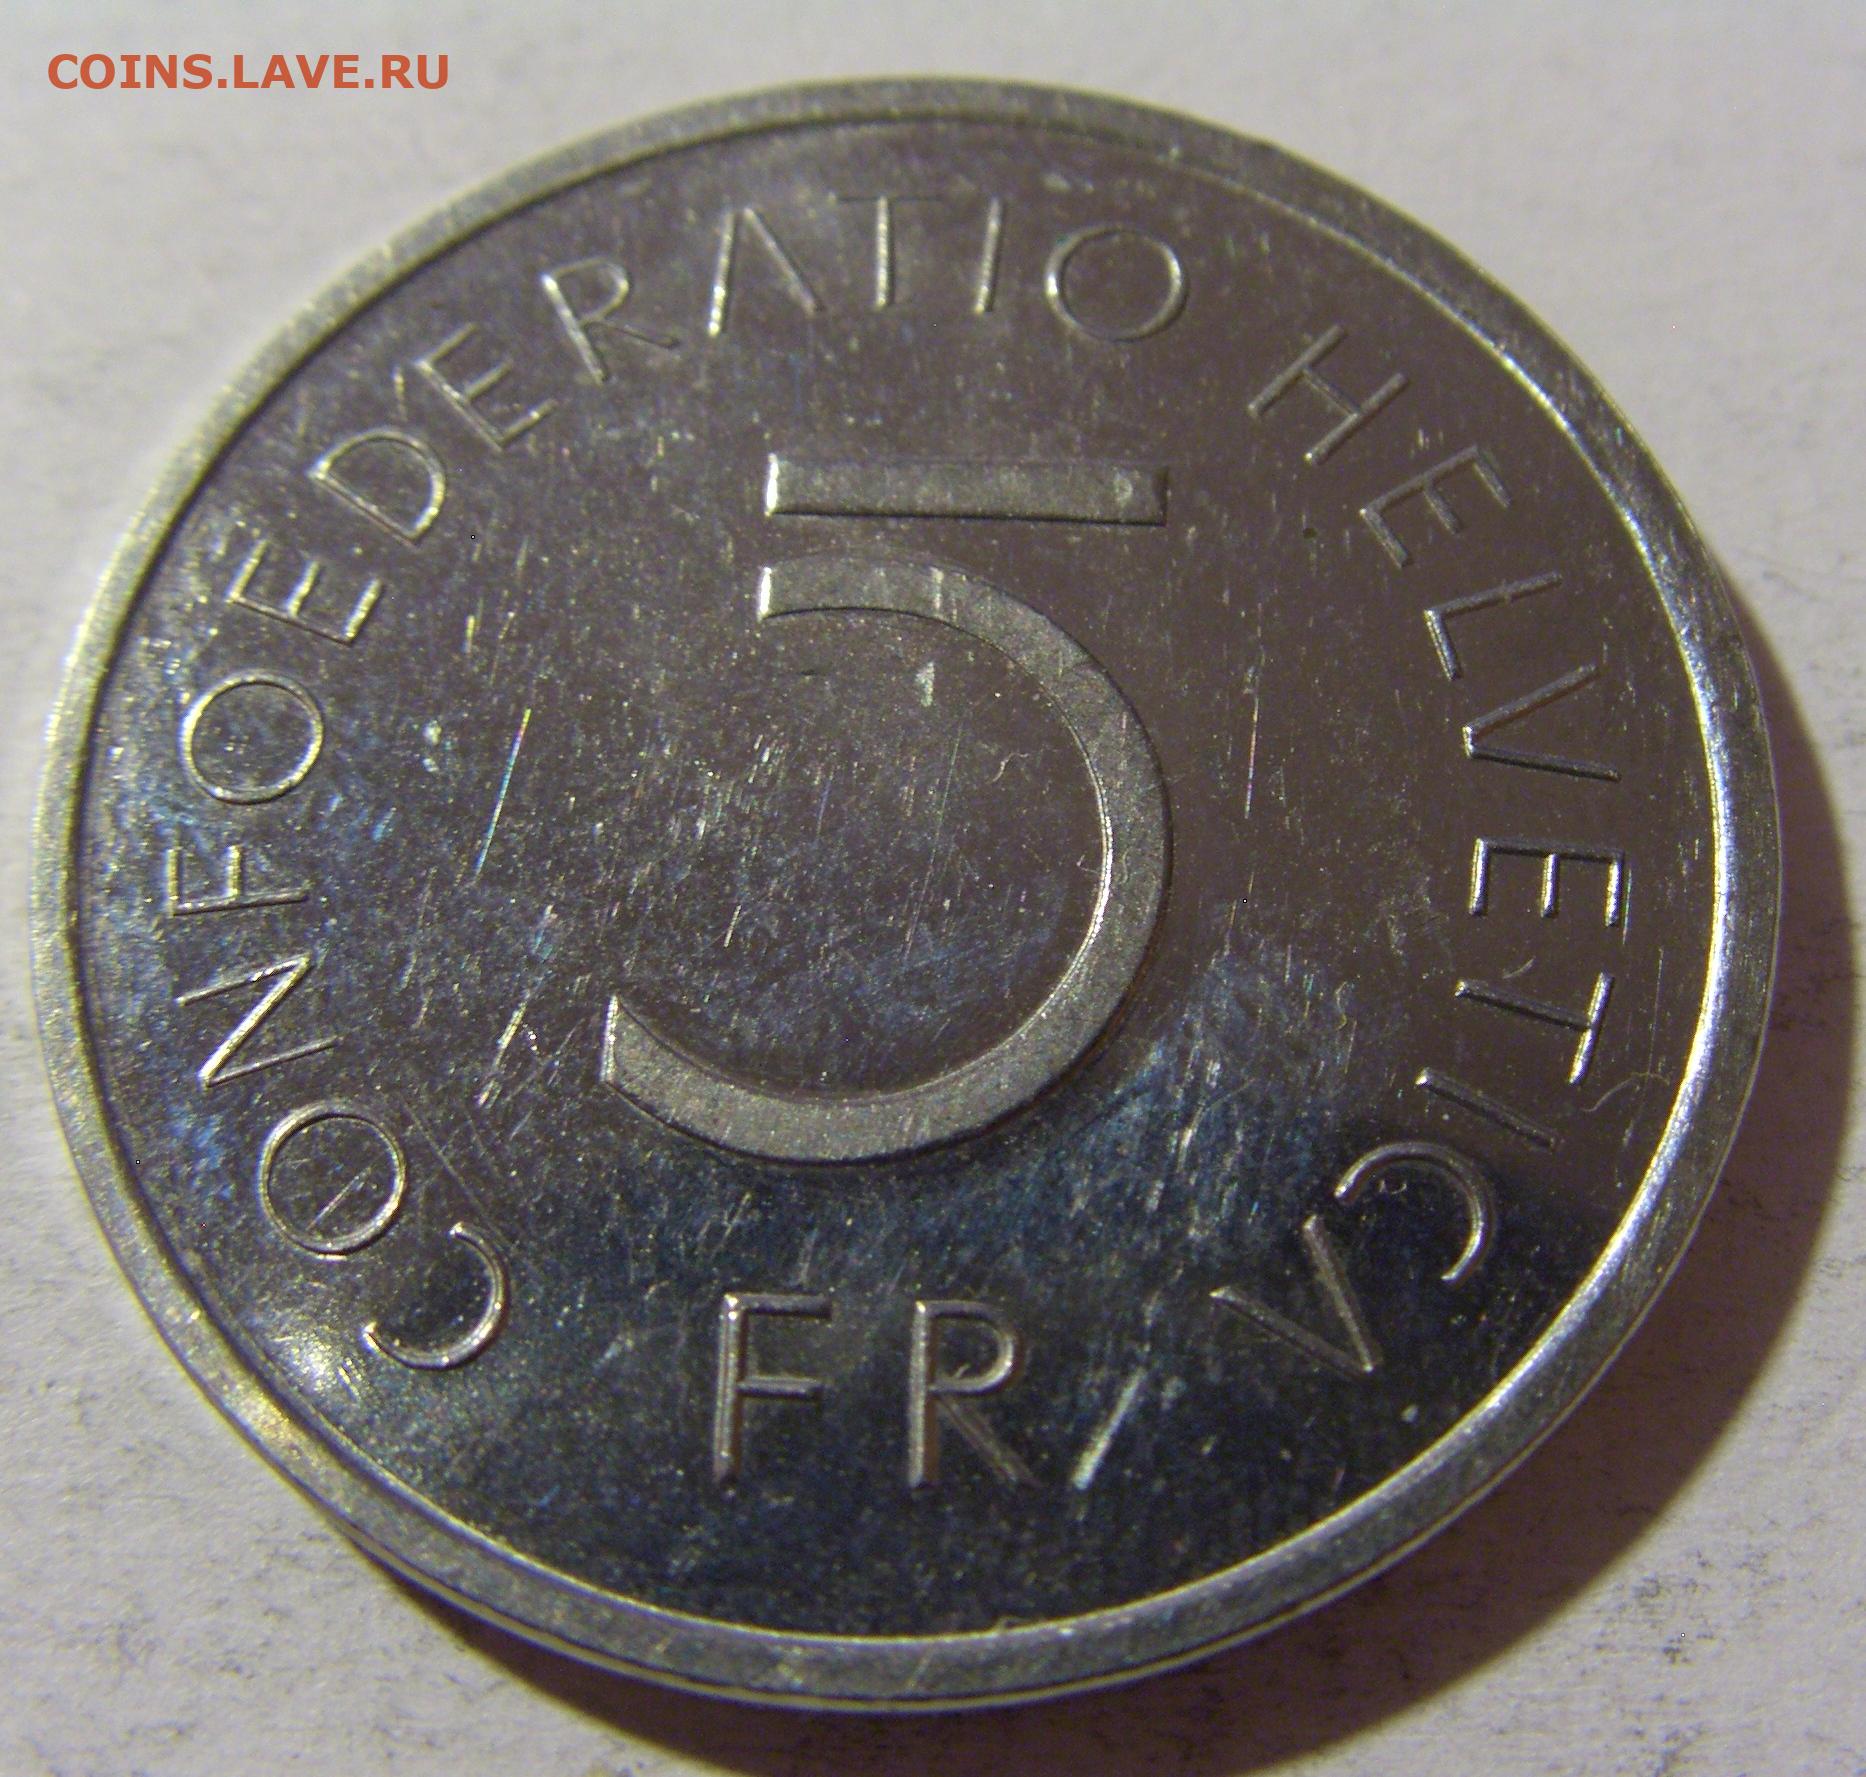 COINS.LAVE.RU
CONFOEDERATIO HELVETICA
5
FR